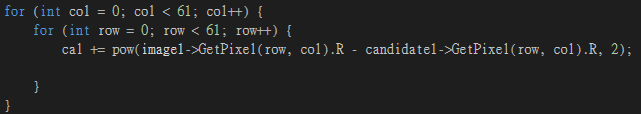 for (int col = 0; col < 61; col++) {
for (int row = 0; row < 61; row++) {
cal += pow(image1->GetPixel(row, col).R - candidate1->GetPixel(row, col).R, 2);
}
}